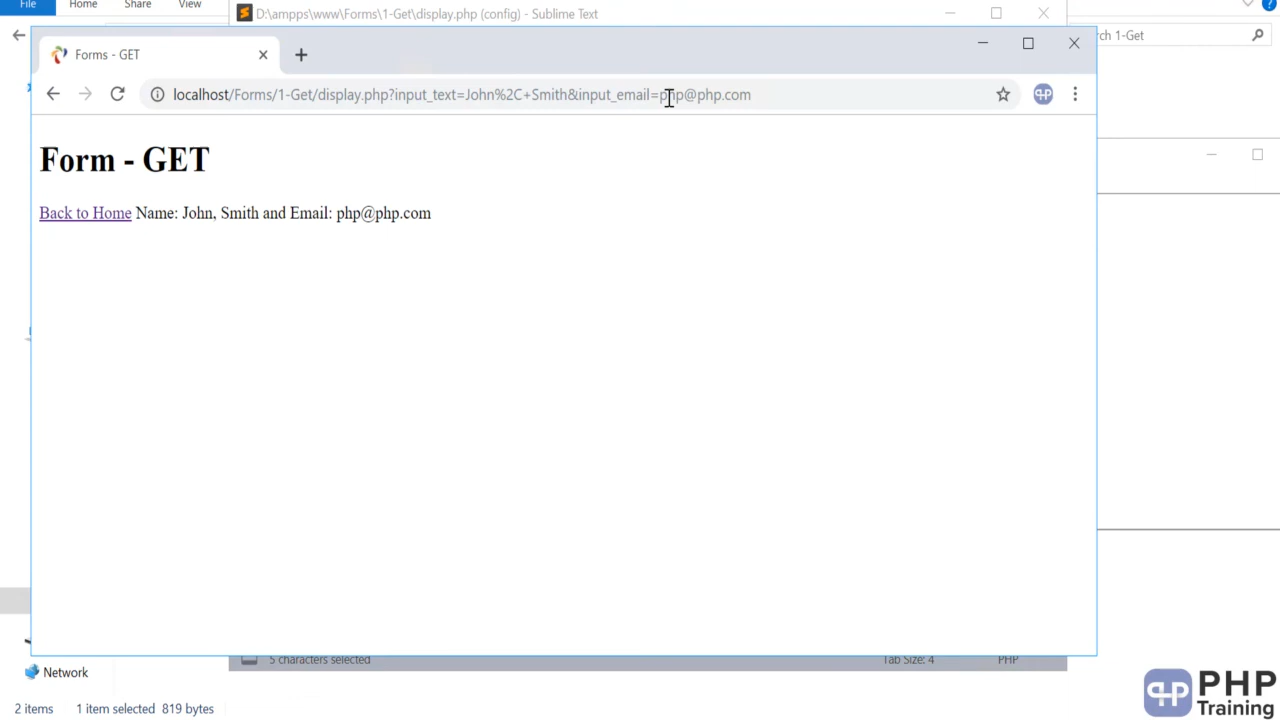 File Home Share View
D:\ampps\www\Forms\1-Get\display.php (config) - Sublime Text
1-Get
Forms - GET
localhost/Forms/1-Get/display.php?input_text=John%2C+Smith&input_email=php@php.com
Form - GET
Back to Home Name: John, Smith and Email: php@php.com
5 characters selected Tab Size: 4 PHP
Network
2 items 1 item selected 819 bytes
PHP
Training